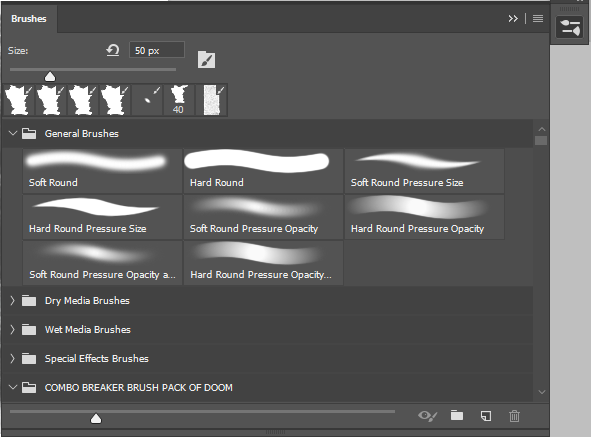 Brushes
Size:
50 px
40
General Brushes
Soft Round
Hard Round
Soft Round Pressure Size
Hard Round Pressure Size
Soft Round Pressure Opacity
Hard Round Pressure Opacity
Soft Round Pressure Opacity a...
Hard Round Pressure Opacity...
Dry Media Brushes
Wet Media Brushes
Special Effects Brushes
COMBO BREAKER BRUSH PACK OF DOOM